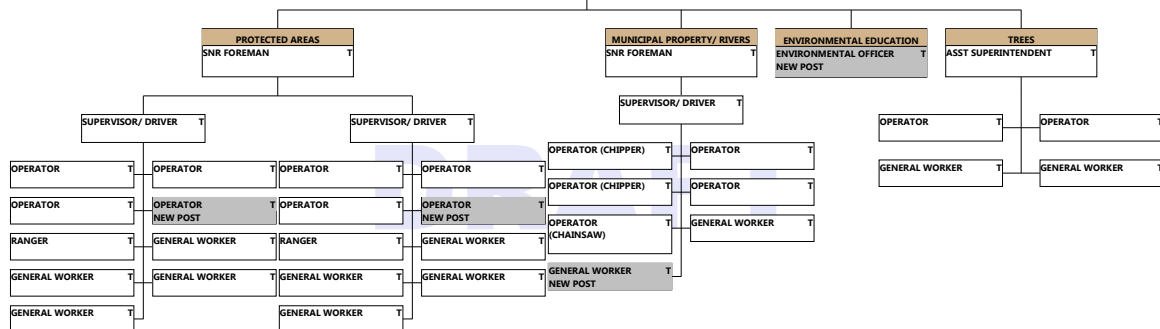 PROTECTED AREAS
SNR FOREMAN T
MUNICIPAL PROPERTY/ RIVERS
SNR FOREMAN T
ENVIRONMENTAL EDUCATION
ENVIRONMENTAL OFFICER T
NEW POST
TREES
ASST SUPERINTENDENT T
SUPERVISOR/ DRIVER T
OPERATOR T
OPERATOR T
OPERATOR T
OPERATOR T
NEW POST
RANGER T
GENERAL WORKER T
GENERAL WORKER T
GENERAL WORKER T
GENERAL WORKER T
SUPERVISOR/ DRIVER T
OPERATOR T
OPERATOR T
OPERATOR T
OPERATOR T
NEW POST
RANGER T
GENERAL WORKER T
GENERAL WORKER T
GENERAL WORKER T
GENERAL WORKER T
SUPERVISOR/ DRIVER T
OPERATOR (CHIPPER) T
OPERATOR T
OPERATOR (CHIPPER) T
OPERATOR T
OPERATOR T
(CHAINSAW)
GENERAL WORKER T
GENERAL WORKER T
NEW POST
OPERATOR T
OPERATOR T
GENERAL WORKER T
GENERAL WORKER T
DRAFT